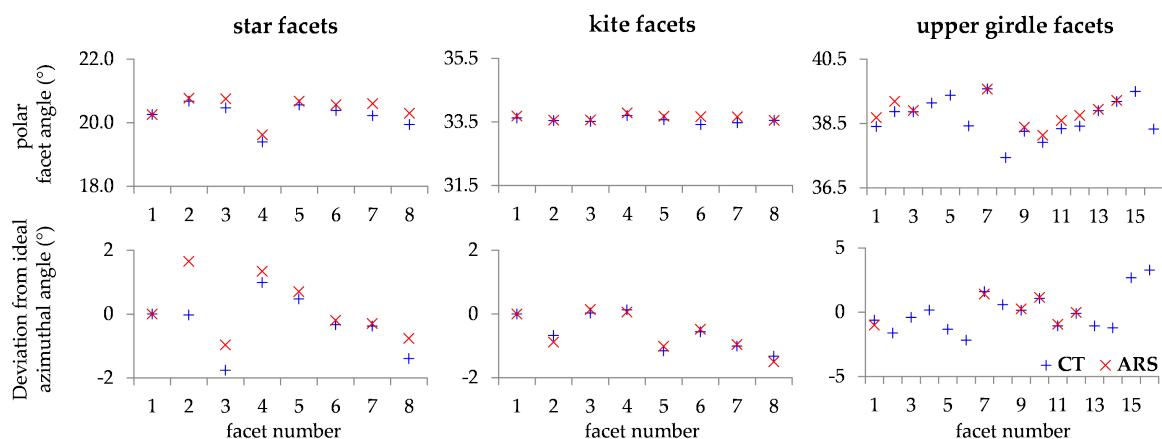 star facets
kite facets
upper girdle facets
polar
facet angle (°)
22.0
20.0
18.0
1 2 3 4 5 6 7 8
35.5
33.5
31.5
1 2 3 4 5 6 7 8
40.5
38.5
36.5
1 3 5 7 9 11 13 15
Deviation from ideal
azimuthal angle (°)
2
0
-2
1 2 3 4 5 6 7 8
facet number
2
0
-2
1 2 3 4 5 6 7 8
facet number
5
0
-5
CT ARS
1 3 5 7 9 11 13 15
facet number